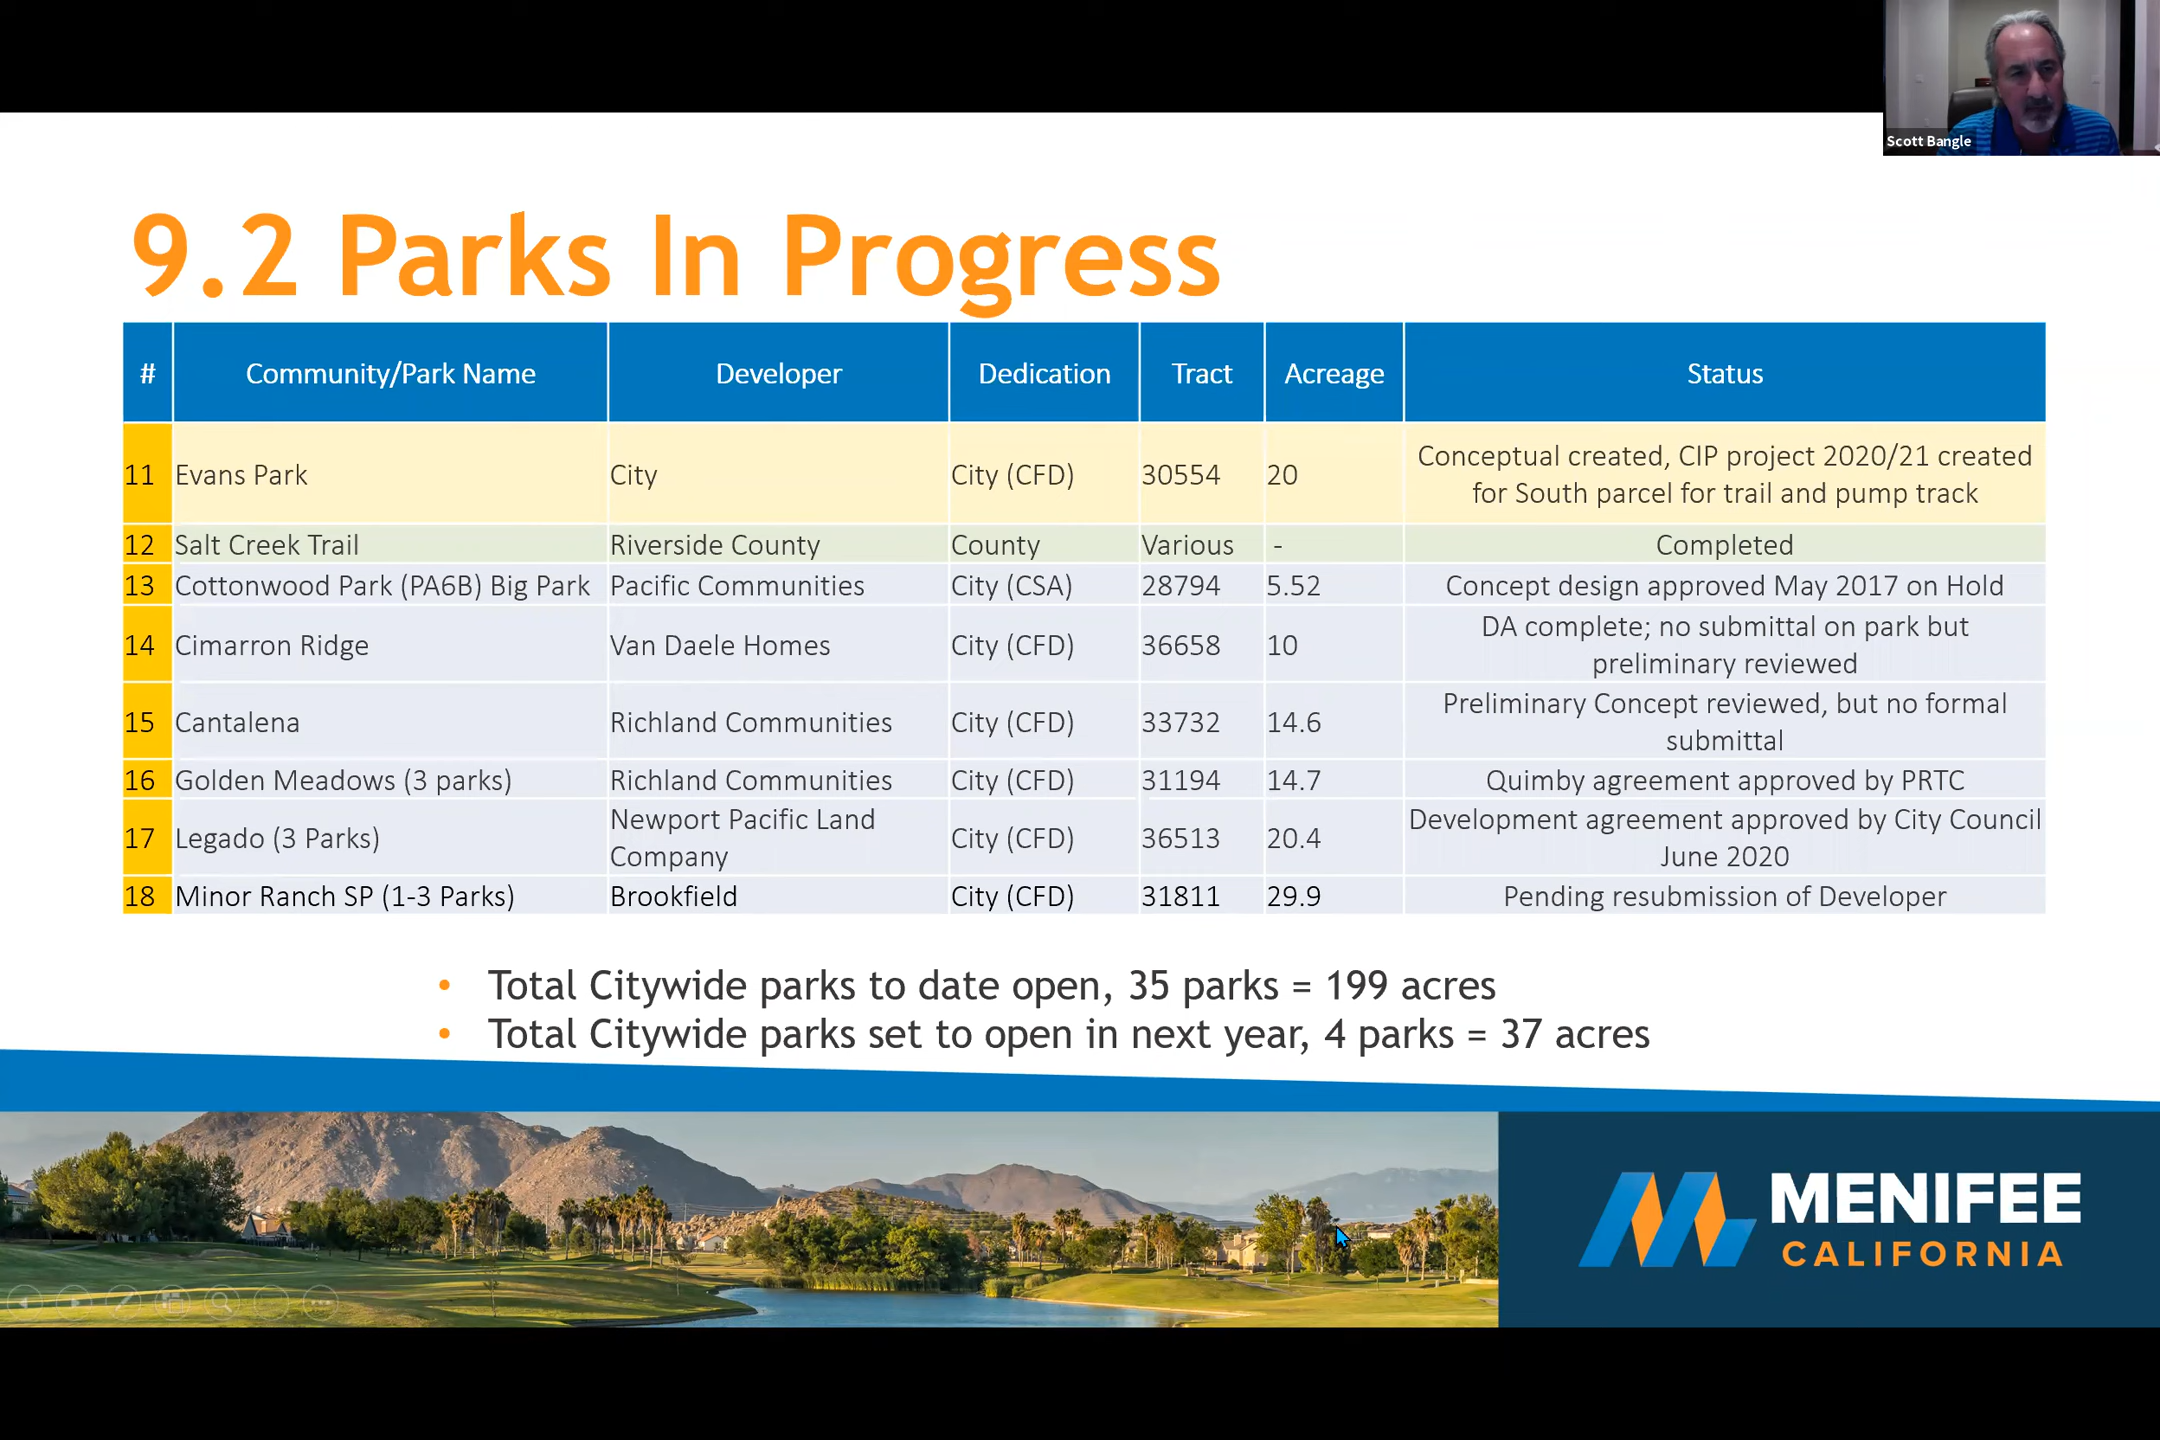 Scott Bangle
9.2 Parks In Progress
# Community/Park Name Developer Dedication Tract Acreage Status
11 Evans Park City City (CFD) 30554 20 Conceptual created, CIP project 2020/21 created
for South parcel for trail and pump track
12 Salt Creek Trail Riverside County County Various - Completed
13 Cottonwood Park (PA6B) Big Park Pacific Communities City (CSA) 28794 5.52 Concept design approved May 2017 on Hold
14 Cimarron Ridge Van Daele Homes City (CFD) 36658 10 DA complete; no submittal on park but
preliminary reviewed
15 Cantalena Richland Communities City (CFD) 33732 14.6 Preliminary Concept reviewed, but no formal
submittal
16 Golden Meadows (3 parks) Richland Communities City (CFD) 31194 14.7 Quimby agreement approved by PRTC
17 Legado (3 Parks) Newport Pacific Land
Company City (CFD) 36513 20.4 Development agreement approved by City Council
June 2020
18 Minor Ranch SP (1-3 Parks) Brookfield City (CFD) 31811 29.9 Pending resubmission of Developer
• Total Citywide parks to date open, 35 parks = 199 acres
• Total Citywide parks set to open in next year, 4 parks = 37 acres
MENIFEE
CALIFORNIA